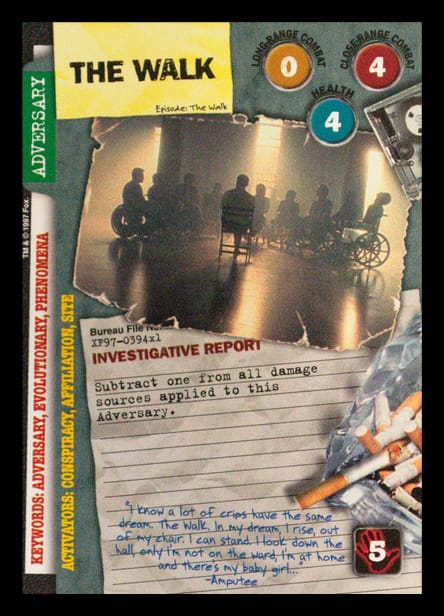 THE WALK
Episode: The Walk
LONG-RANGE COMBAT
0
CLOSE-RANGE COMBAT
4
HEALTH
4
ADVERSARY
TM & © 1997 Fox.
KEYWORDS: ADVERSARY, EVOLUTIONARY, PHENOMENA
ACTIVATORS: CONSPIRACY, AFFILIATION, SITE
Bureau File No.
XF97-0394x1
INVESTIGATIVE REPORT
Subtract one from all damage
sources applied to this
Adversary.
"I know a lot of crips have the same
dream. The Walk. In my dream, I rise, out
of my chair. I can stand. I look down the
hall, only I'm not on the ward, I'm at home
and there's my baby girl..."
-Amputee
5